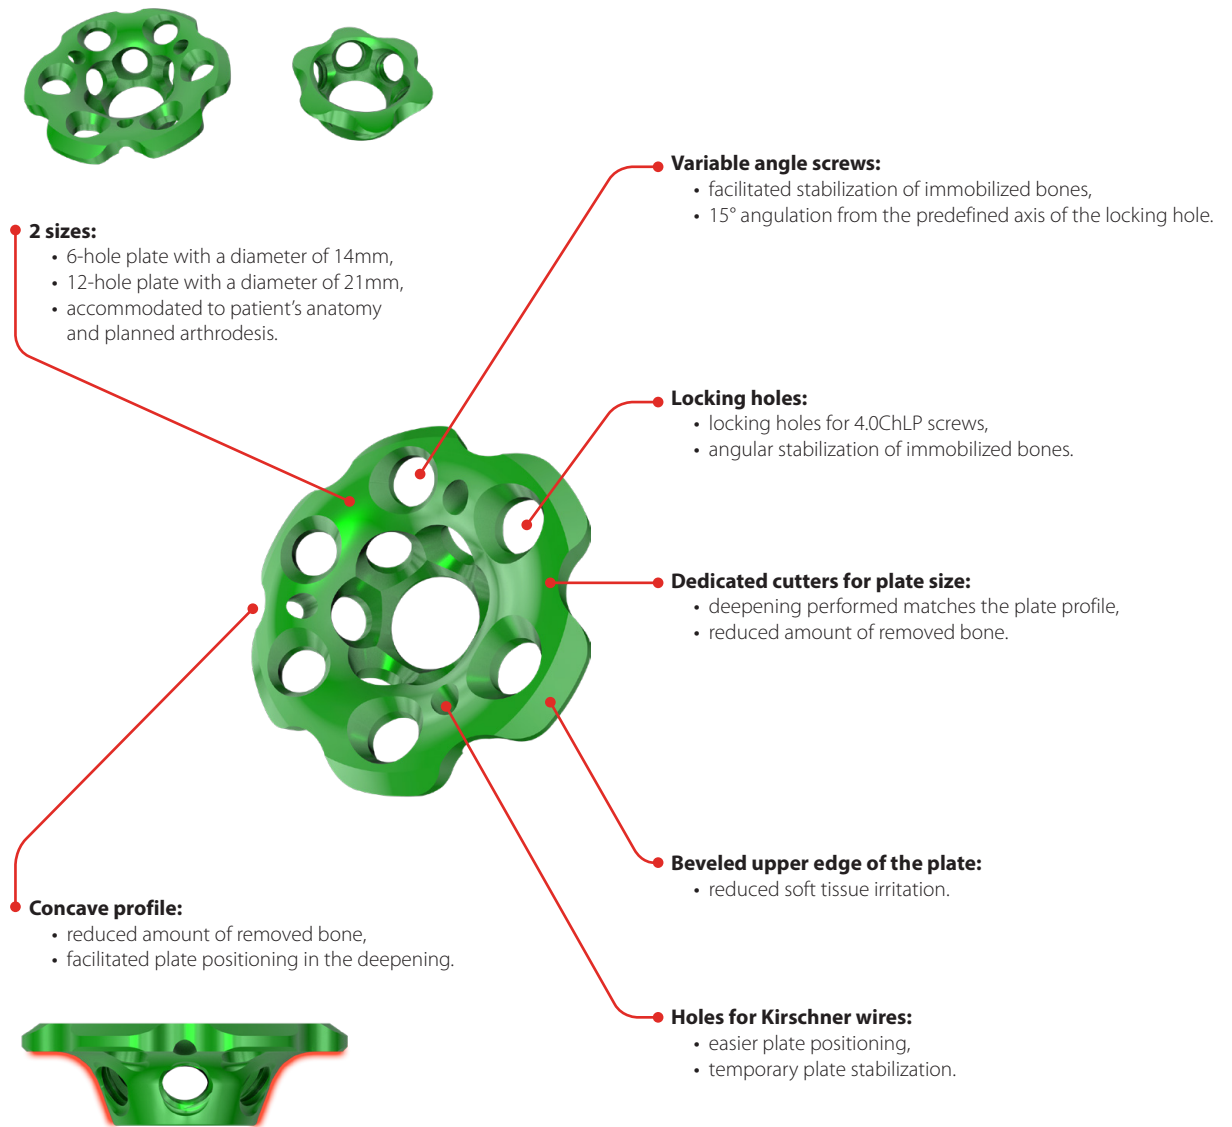 Variable angle screws:
• facilitated stabilization of immobilized bones,
• 15° angulation from the predefined axis of the locking hole.
2 sizes:
• 6-hole plate with a diameter of 14mm,
• 12-hole plate with a diameter of 21mm,
• accommodated to patient's anatomy
and planned arthrodesis.
Locking holes:
• locking holes for 4.0ChLP screws,
• angular stabilization of immobilized bones.
Dedicated cutters for plate size:
• deepening performed matches the plate profile,
• reduced amount of removed bone.
Beveled upper edge of the plate:
• reduced soft tissue irritation.
Concave profile:
• reduced amount of removed bone,
• facilitated plate positioning in the deepening.
Holes for Kirschner wires:
• easier plate positioning,
• temporary plate stabilization.